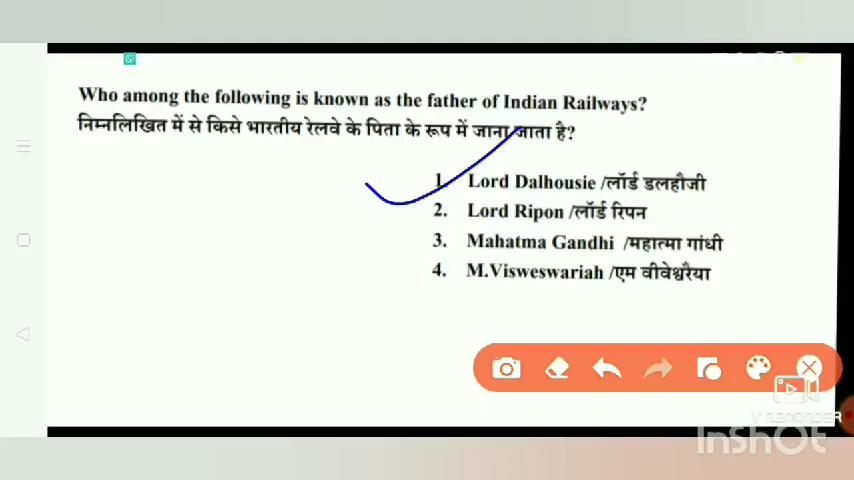 Who among the following is known as the father of Indian Railways?
निम्नलिखित में से किसे भारतीय रेलवे के पिता के रूप में जाना जाता है?
1. Lord Dalhousie /लॉर्ड डलहौजी
2. Lord Ripon /लॉर्ड रिपन
3. Mahatma Gandhi /महात्मा गांधी
4. M.Visweswariah /एम वीवेश्वरैया
V RECORDER
InShOt